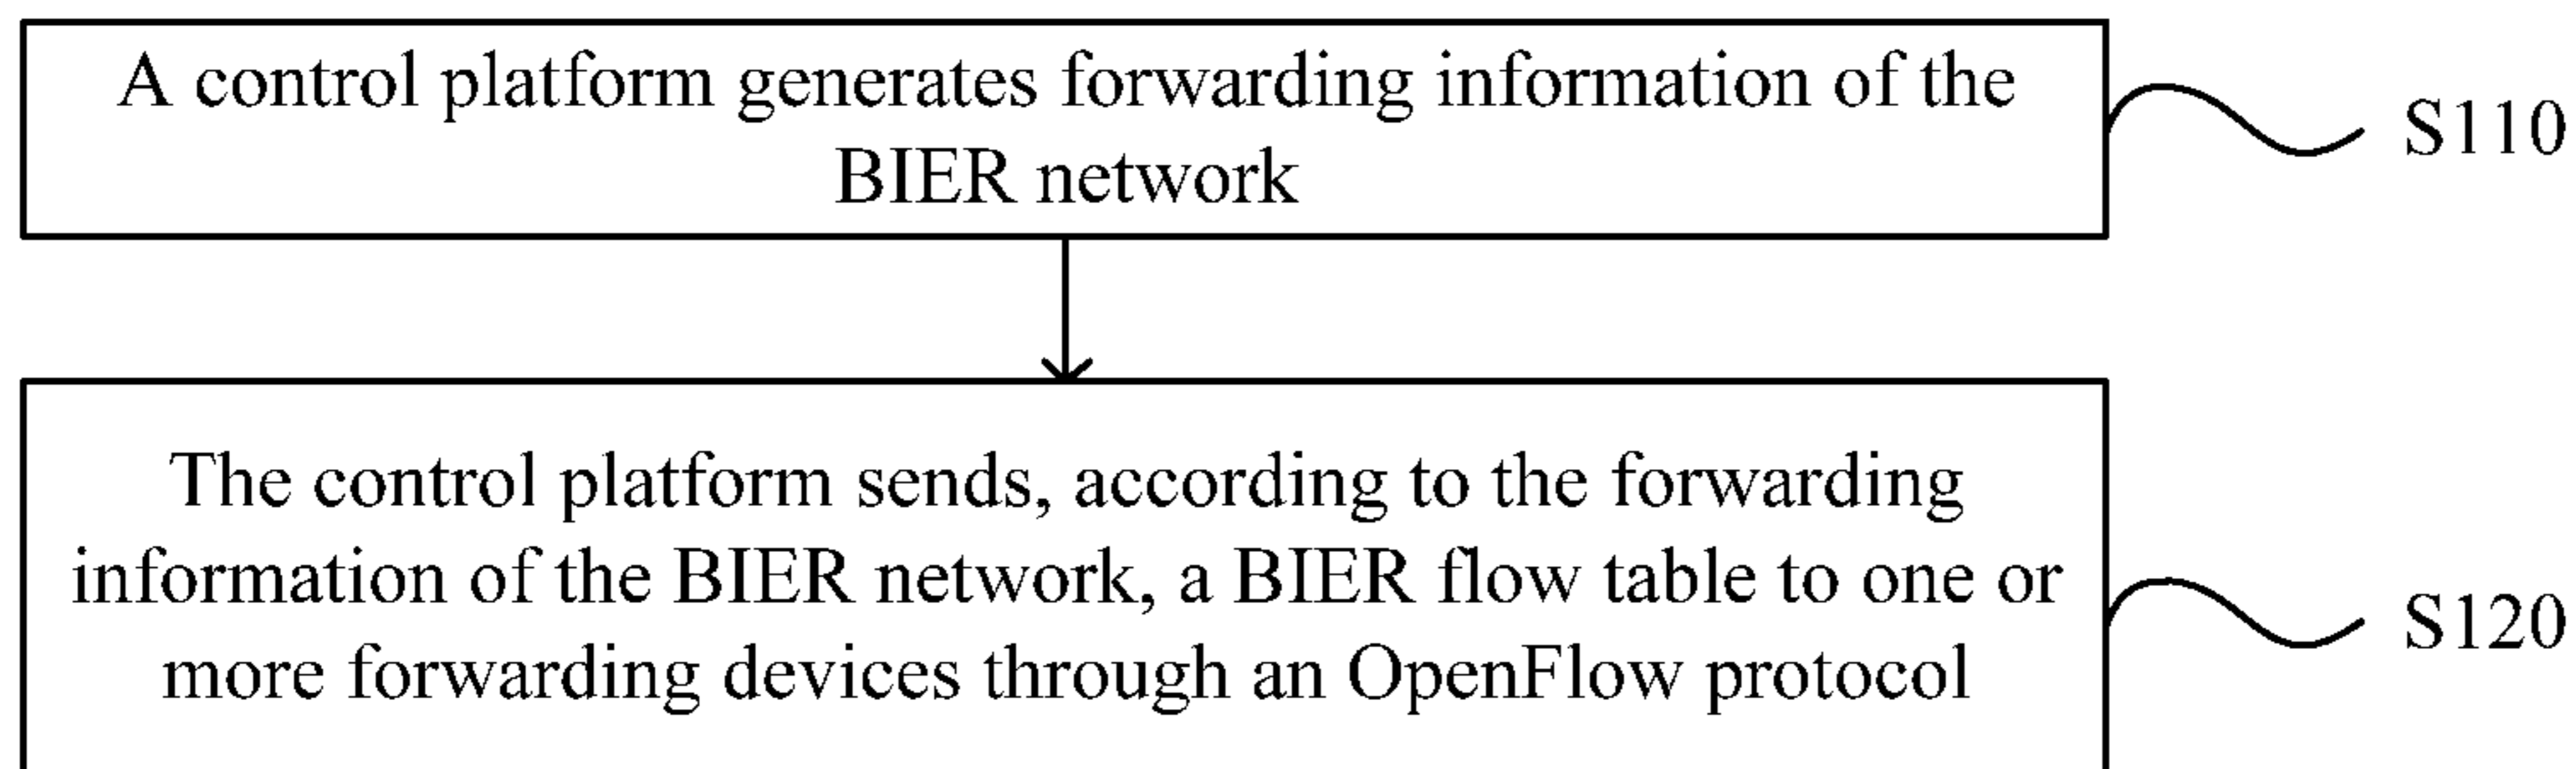 A control platform generates forwarding information of the
BIER network
S110
The control platform sends, according to the forwarding
information of the BIER network, a BIER flow table to one or
more forwarding devices through an OpenFlow protocol
S120